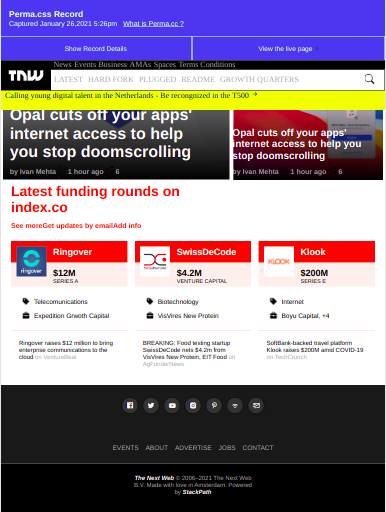 Perma.css Record
Captured January 26,2021 5:26pm What is Perma.cc ?
Show Record Details
View the live page
News Events Business AMAs Spaces Terms Conditions
TNW
LATEST HARD FORK PLUGGED README GROWTH QUARTERS
Calling young digital talent in the Netherlands - Be recognized in the T500 →
Opal cuts off your apps'
internet access to help
you stop doomscrolling
by Ivan Mehta 1 hour ago 6
Opal cuts off your apps'
internet access to help you
stop doomscrolling
by Ivan Mehta 1 hour ago 6
Latest funding rounds on
index.co
See moreGet updates by emailAdd info
ringover
Ringover
$12M
SERIES A
Telecommunications
Expedition Grwoth Capital
Ringover raises $12 million to bring
enterprise communications to the
cloud on VentureBeat
SwissDeCode
$4.2M
VENTURE CAPITAL
Biotechnology
VisVires New Protein
BREAKING: Food testing startup
SwissDeCode nets $4.2m from
VisVires New Protein, EIT Food on
AgFunderNews
KLOOK
Klook
$200M
SERIES E
Internet
Boyu Capital, +4
SoftBank-backed travel platform
Klook raises $200M amid COVID-19
on TechCrunch
EVENTS ABOUT ADVERTISE JOBS CONTACT
The Next Web © 2006–2021 The Next Web
B.V. Made with love in Amsterdam. Powered
by StackPath